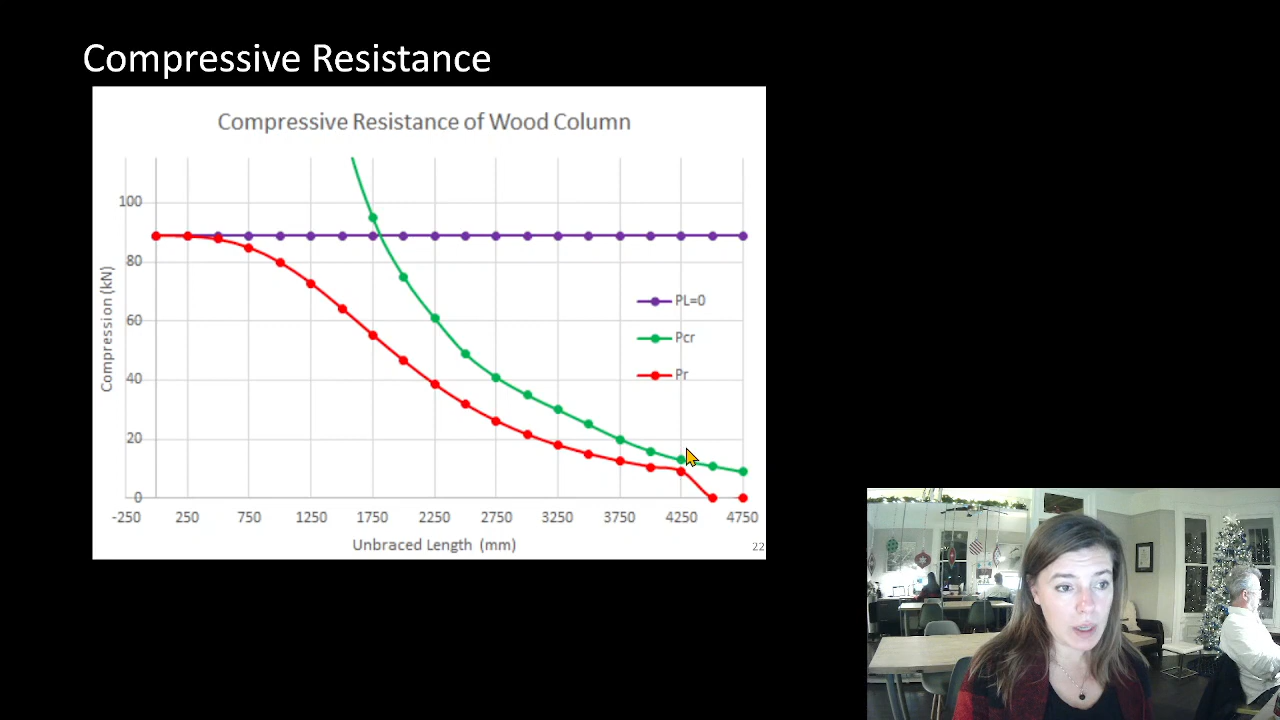 Compressive Resistance
Compressive Resistance of Wood Column
100
80
60
40
20
0
Compression (kN)
PL=0
Pcr
Pr
-250 250 750 1250 1750 2250 2750 3250 3750 4250 4750
Unbraced Length (mm)
22